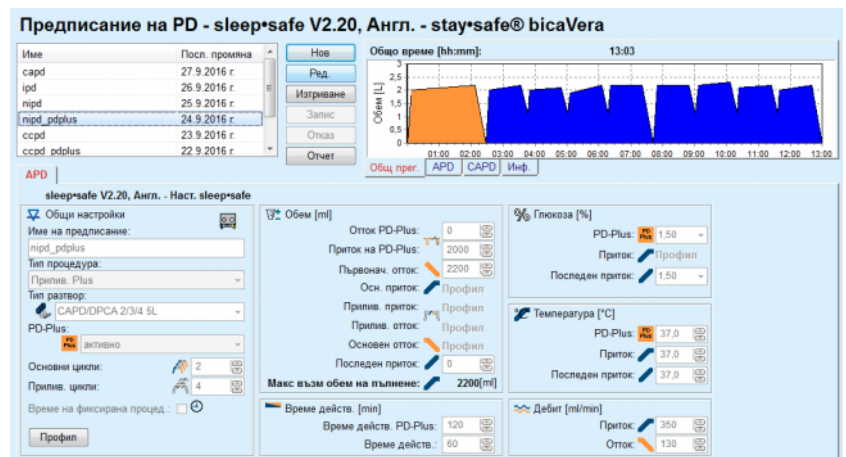 Предписание на PD - sleep•safe V2.20, Англ. - stay•safe® bicaVera
Име Посл. промяна
capd 27.9.2016 г.
ipd 26.9.2016 г.
nipd 25.9.2016 г.
nipd_pdplus 24.9.2016 г.
ccpd 23.9.2016 г.
ccpd_pdplus 22.9.2016 г.
Нов
Ред.
Изтриване
Запис
Отказ
Отчет
Общо време [hh:mm]: 13:03
Обем [L]
3
2,5
2
1,5
1
0,5
0
01:00 02:00 03:00 04:00 05:00 06:00 07:00 08:00 09:00 10:00 11:00 12:00 13:00
Общ прег. APD CAPD Инф.
APD
sleep•safe V2.20, Англ. - Наст. sleep•safe
Общи настройки
Име на предписание:
nipd_pdplus
Тип процедура:
Прилив. Plus
Тип разтвор:
CAPD/DPCA 2/3/4 5L
PD-Plus:
PD Plus активно
Основни цикли: 2
Прилив. цикли: 4
Време на фиксирана процед.:
Профил
Обем [ml]
Отток PD-Plus: 0
Приток на PD-Plus: 2000
Първонач. отток: 2200
Осн. приток: Профил
Прилив. приток: Профил
Прилив. отток: Профил
Основен отток: Профил
Последен приток: 0
Макс възм обем на пълнене: 2200[ml]
Време действ. [min]
Време действ. PD-Plus: 120
Време действ.: 60
% Глюкоза [%]
PD-Plus: PD Plus 1,50
Приток: Профил
Последен приток: 1,50
Температура [°C]
PD-Plus: PD Plus 37,0
Приток: 37,0
Последен приток: 37,0
Дебит [ml/min]
Приток: 350
Отток: 130